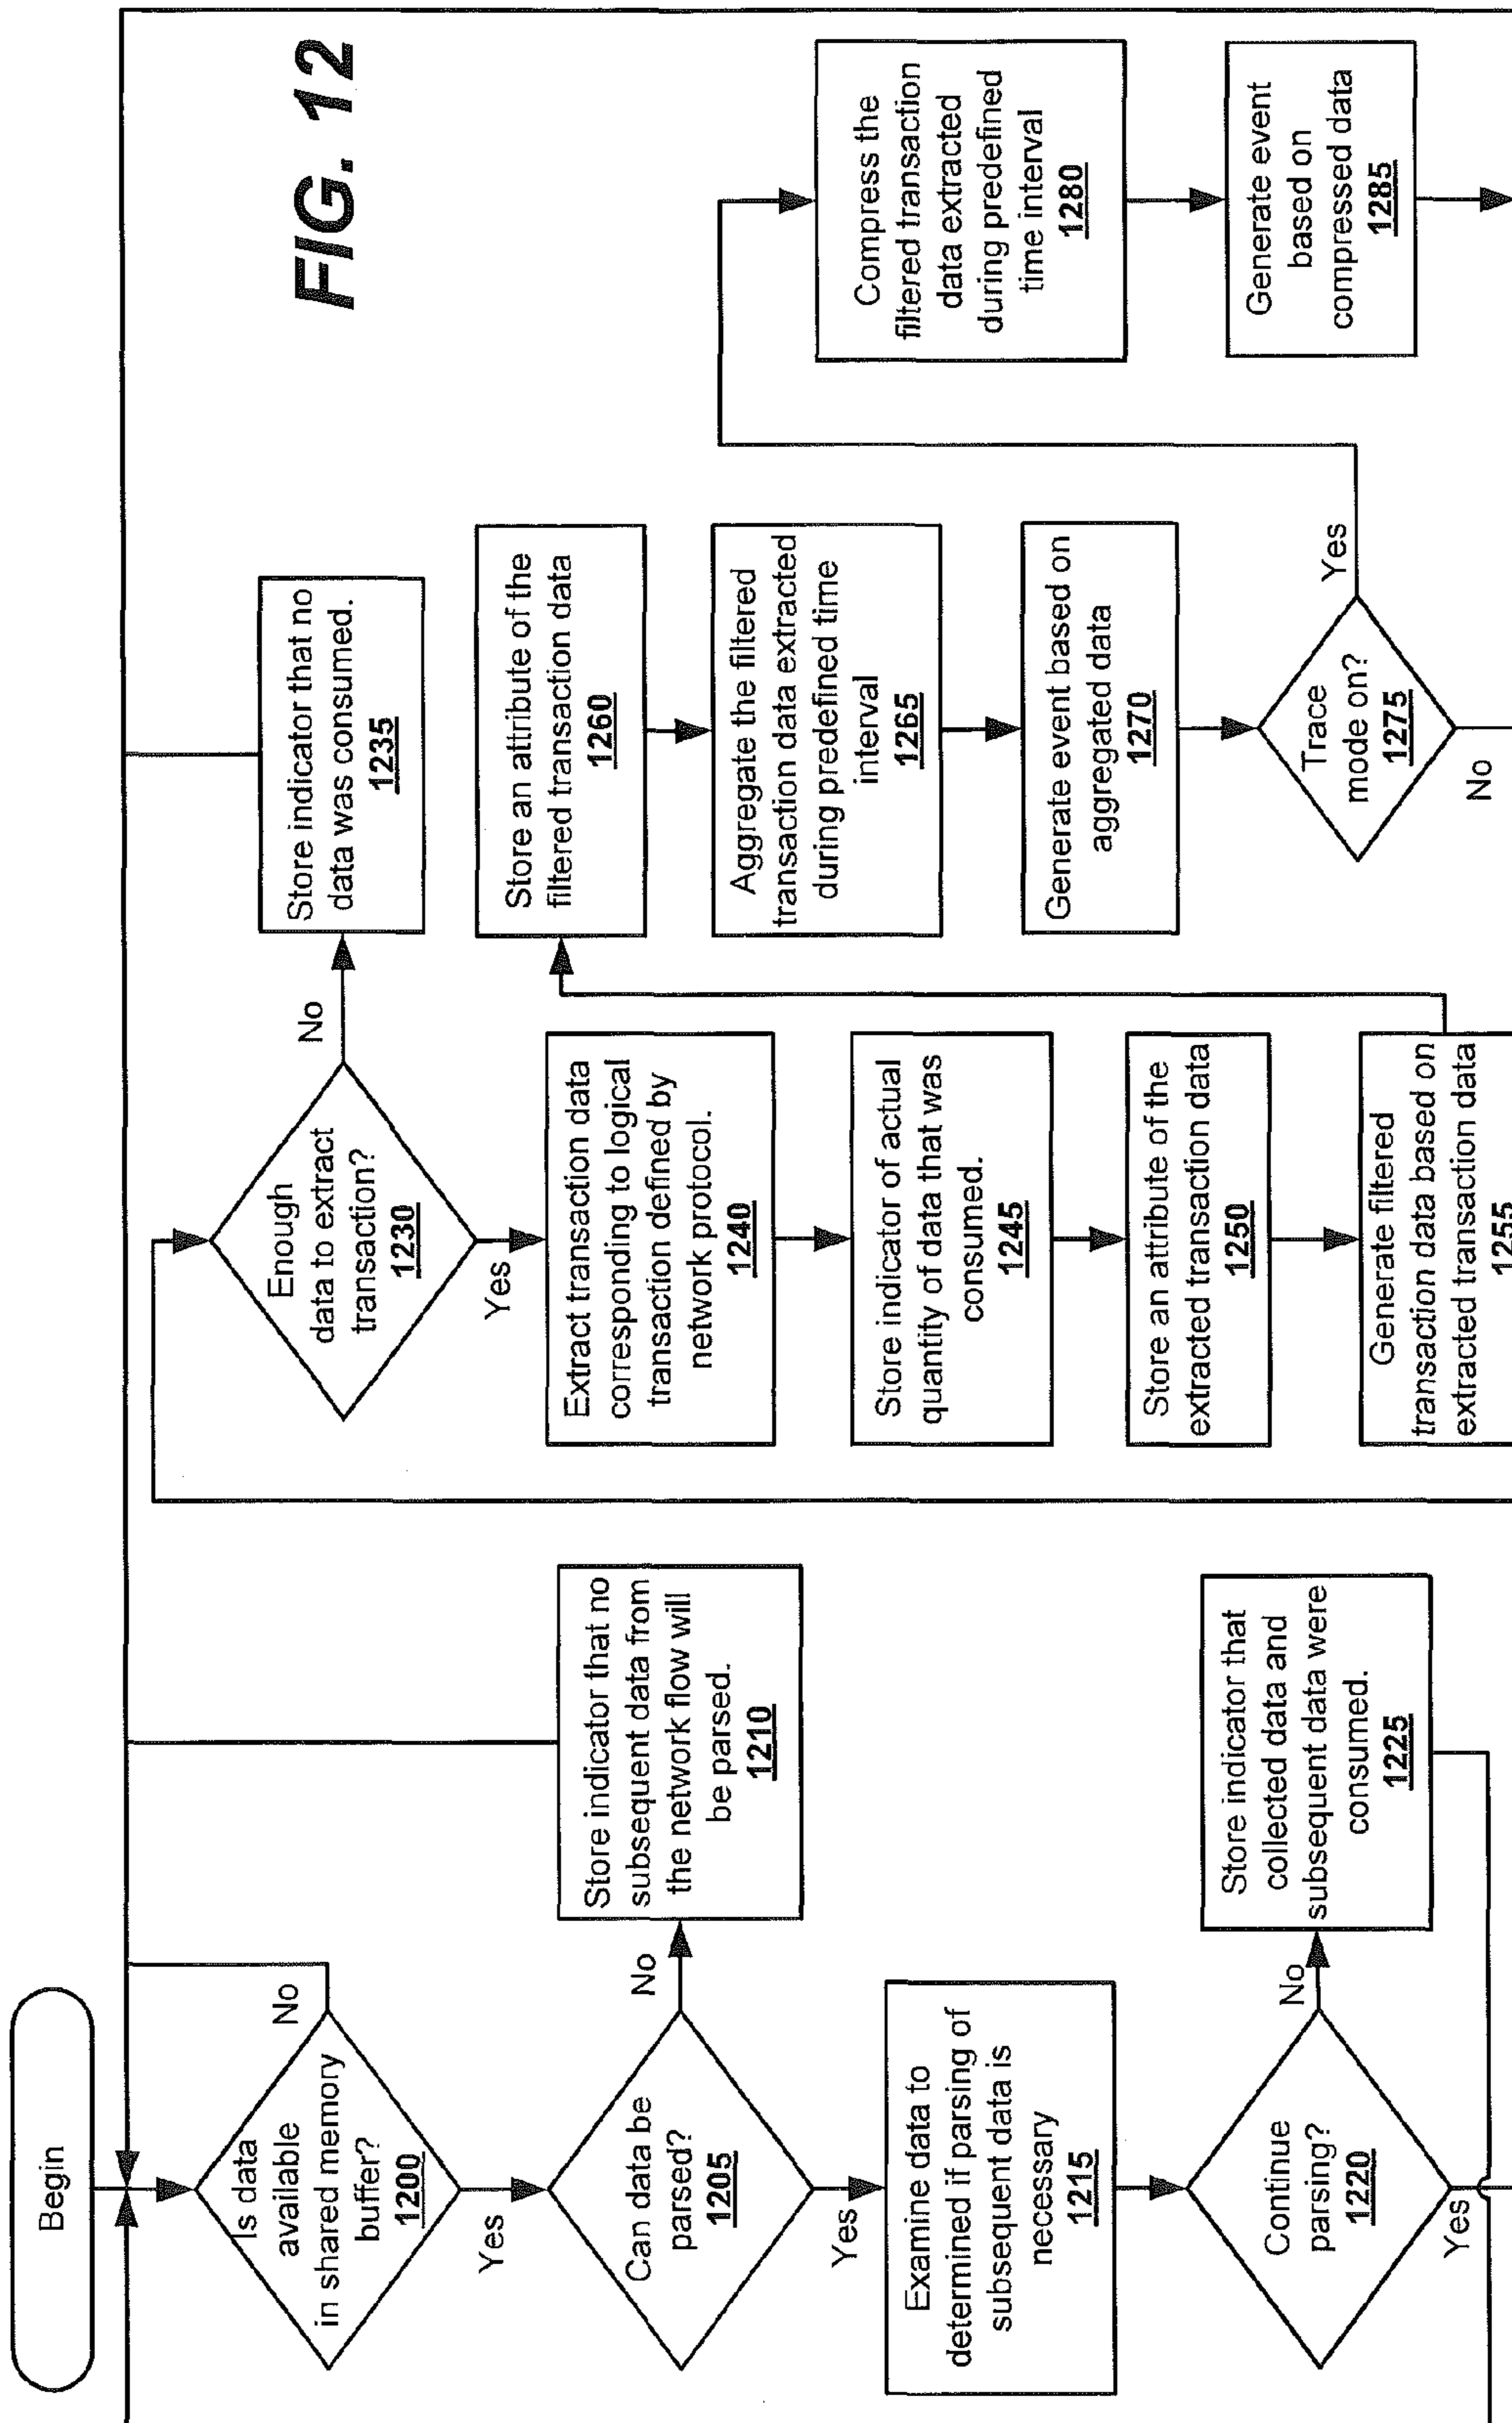 FIG. 12
Begin
Is data
available
in shared memory
buffer?
1200
No
Yes
Can data be
parsed?
1205
No
Yes
Store indicator that no
subsequent data from
the network flow will
be parsed.
1210
Examine data to
determined if parsing of
subsequent data is
necessary
1215
Continue
parsing?
1220
No
Yes
Store indicator that
collected data and
subsequent data were
consumed.
1225
Enough
data to extract
transaction?
1230
No
Yes
Store indicator that no
data was consumed.
1235
Extract transaction data
corresponding to logical
transaction defined by
network protocol.
1240
Store indicator of actual
quantity of data that was
consumed.
1245
Store an attribute of the
extracted transaction data
1250
Generate filtered
transaction data based on
extracted transaction data
1255
Store an attribute of the
filtered transaction data
1260
Aggregate the filtered
transaction data extracted
during predefined time
interval
1265
Generate event based on
aggregated data
1270
Trace
mode on?
1275
Yes
No
Compress the
filtered transaction
data extracted
during predefined
time interval
1280
Generate event
based on
compressed data
1285